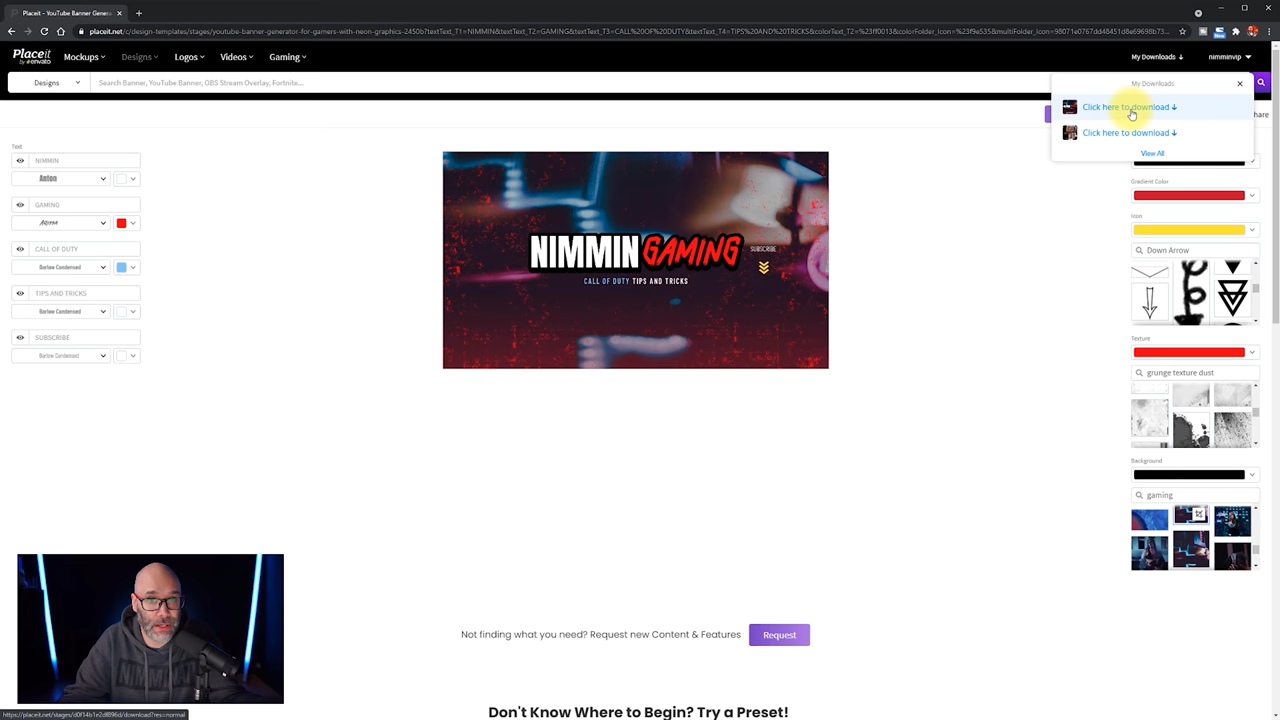 Placeit - YouTube Banner Genera
placeit.net/c/design-templates/stages/youtube-banner-generator-for-gamers-with-neon-graphics-2450b?textText_T1=NIMMIN&textText_T2=GAMING&textText_T3=CALL%20OF%20DUTY&textText_T4=TIPS%20AND%20TRICKS&colorText_T2=%23ff0013&colorFolder_Icon=%23f9e535&multiFolder_Icon=98071e0767dd48451d6b22e69698b73...
New
Placeit
by envato
Mockups
Designs
Logos
Videos
Gaming
My Downloads
nimminvip
Designs
Search Banner, YouTube Banner, OBS Stream Overlay, Fortnite...
My Downloads
Click here to download
Click here to download
View All
hare
Text
NIMMIN
Anton
GAMING
CALL OF DUTY
Barlow Condensed
TIPS AND TRICKS
Barlow Condensed
SUBSCRIBE
Barlow Condensed
NIMMIN GAMING
SUBSCRIBE
CALL OF DUTY TIPS AND TRICKS
Gradient Color
Icon
Down Arrow
Texture
grunge texture dust
Background
gaming
NIMMIN
Not finding what you need? Request new Content & Features
Request
Don't Know Where to Begin? Try a Preset!